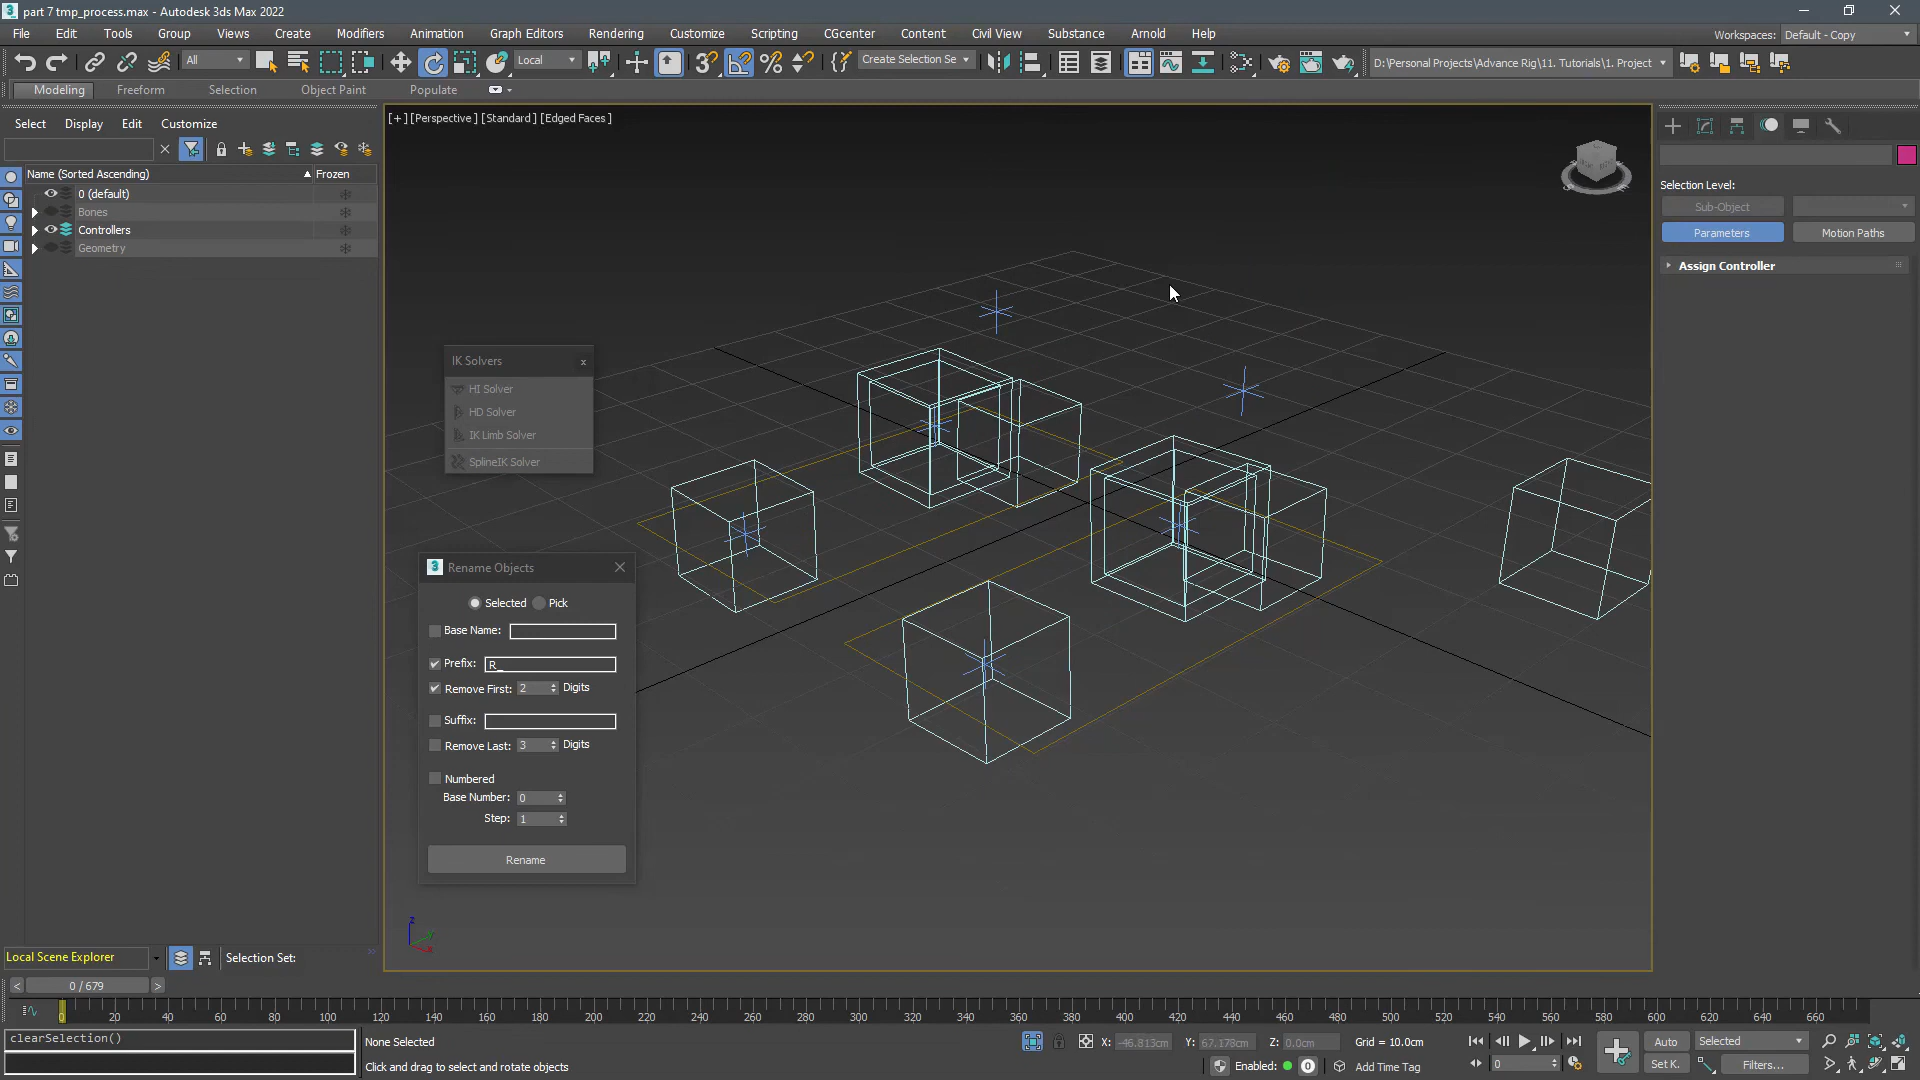 part 7 tmp_process.max - Autodesk 3ds Max 2022
File Edit Tools Group Views Create Modifiers Animation Graph Editors Rendering Customize Scripting CGcenter Content Civil View Substance Arnold Help
Workspaces: Default - Copy
All Local Create Selection Se D:\Personal Projects\Advance Rig\11. Tutorials\1. Project
Modeling Freeform Selection Object Paint Populate
Select Display Edit Customize
Name (Sorted Ascending) Frozen
0 (default)
Bones
Controllers
Geometry
[+] [Perspective] [Standard] [Edged Faces]
IK Solvers x
HI Solver
HD Solver
IK Limb Solver
SplineIK Solver
Rename Objects
Selected Pick
Base Name:
Prefix: R_
Remove First: 2 Digits
Suffix:
Remove Last: 3 Digits
Numbered
Base Number: 0
Step: 1
Rename
z
Selection Level:
Sub-Object
Parameters Motion Paths
Assign Controller
Local Scene Explorer Selection Set:
< 0 / 679 >
0 20 40 60 80 100 120 140 160 180 200 220 240 260 280 300 320 340 360 380 400 420 440 460 480 500 520 540 560 580 600 620 640 660
clearSelection()
None Selected X: -46.813cm Y: 67.178cm Z: 0.0cm Grid = 10.0cm Auto Selected
Click and drag to select and rotate objects Enabled: 0 Add Time Tag 0 Set K. Filters...